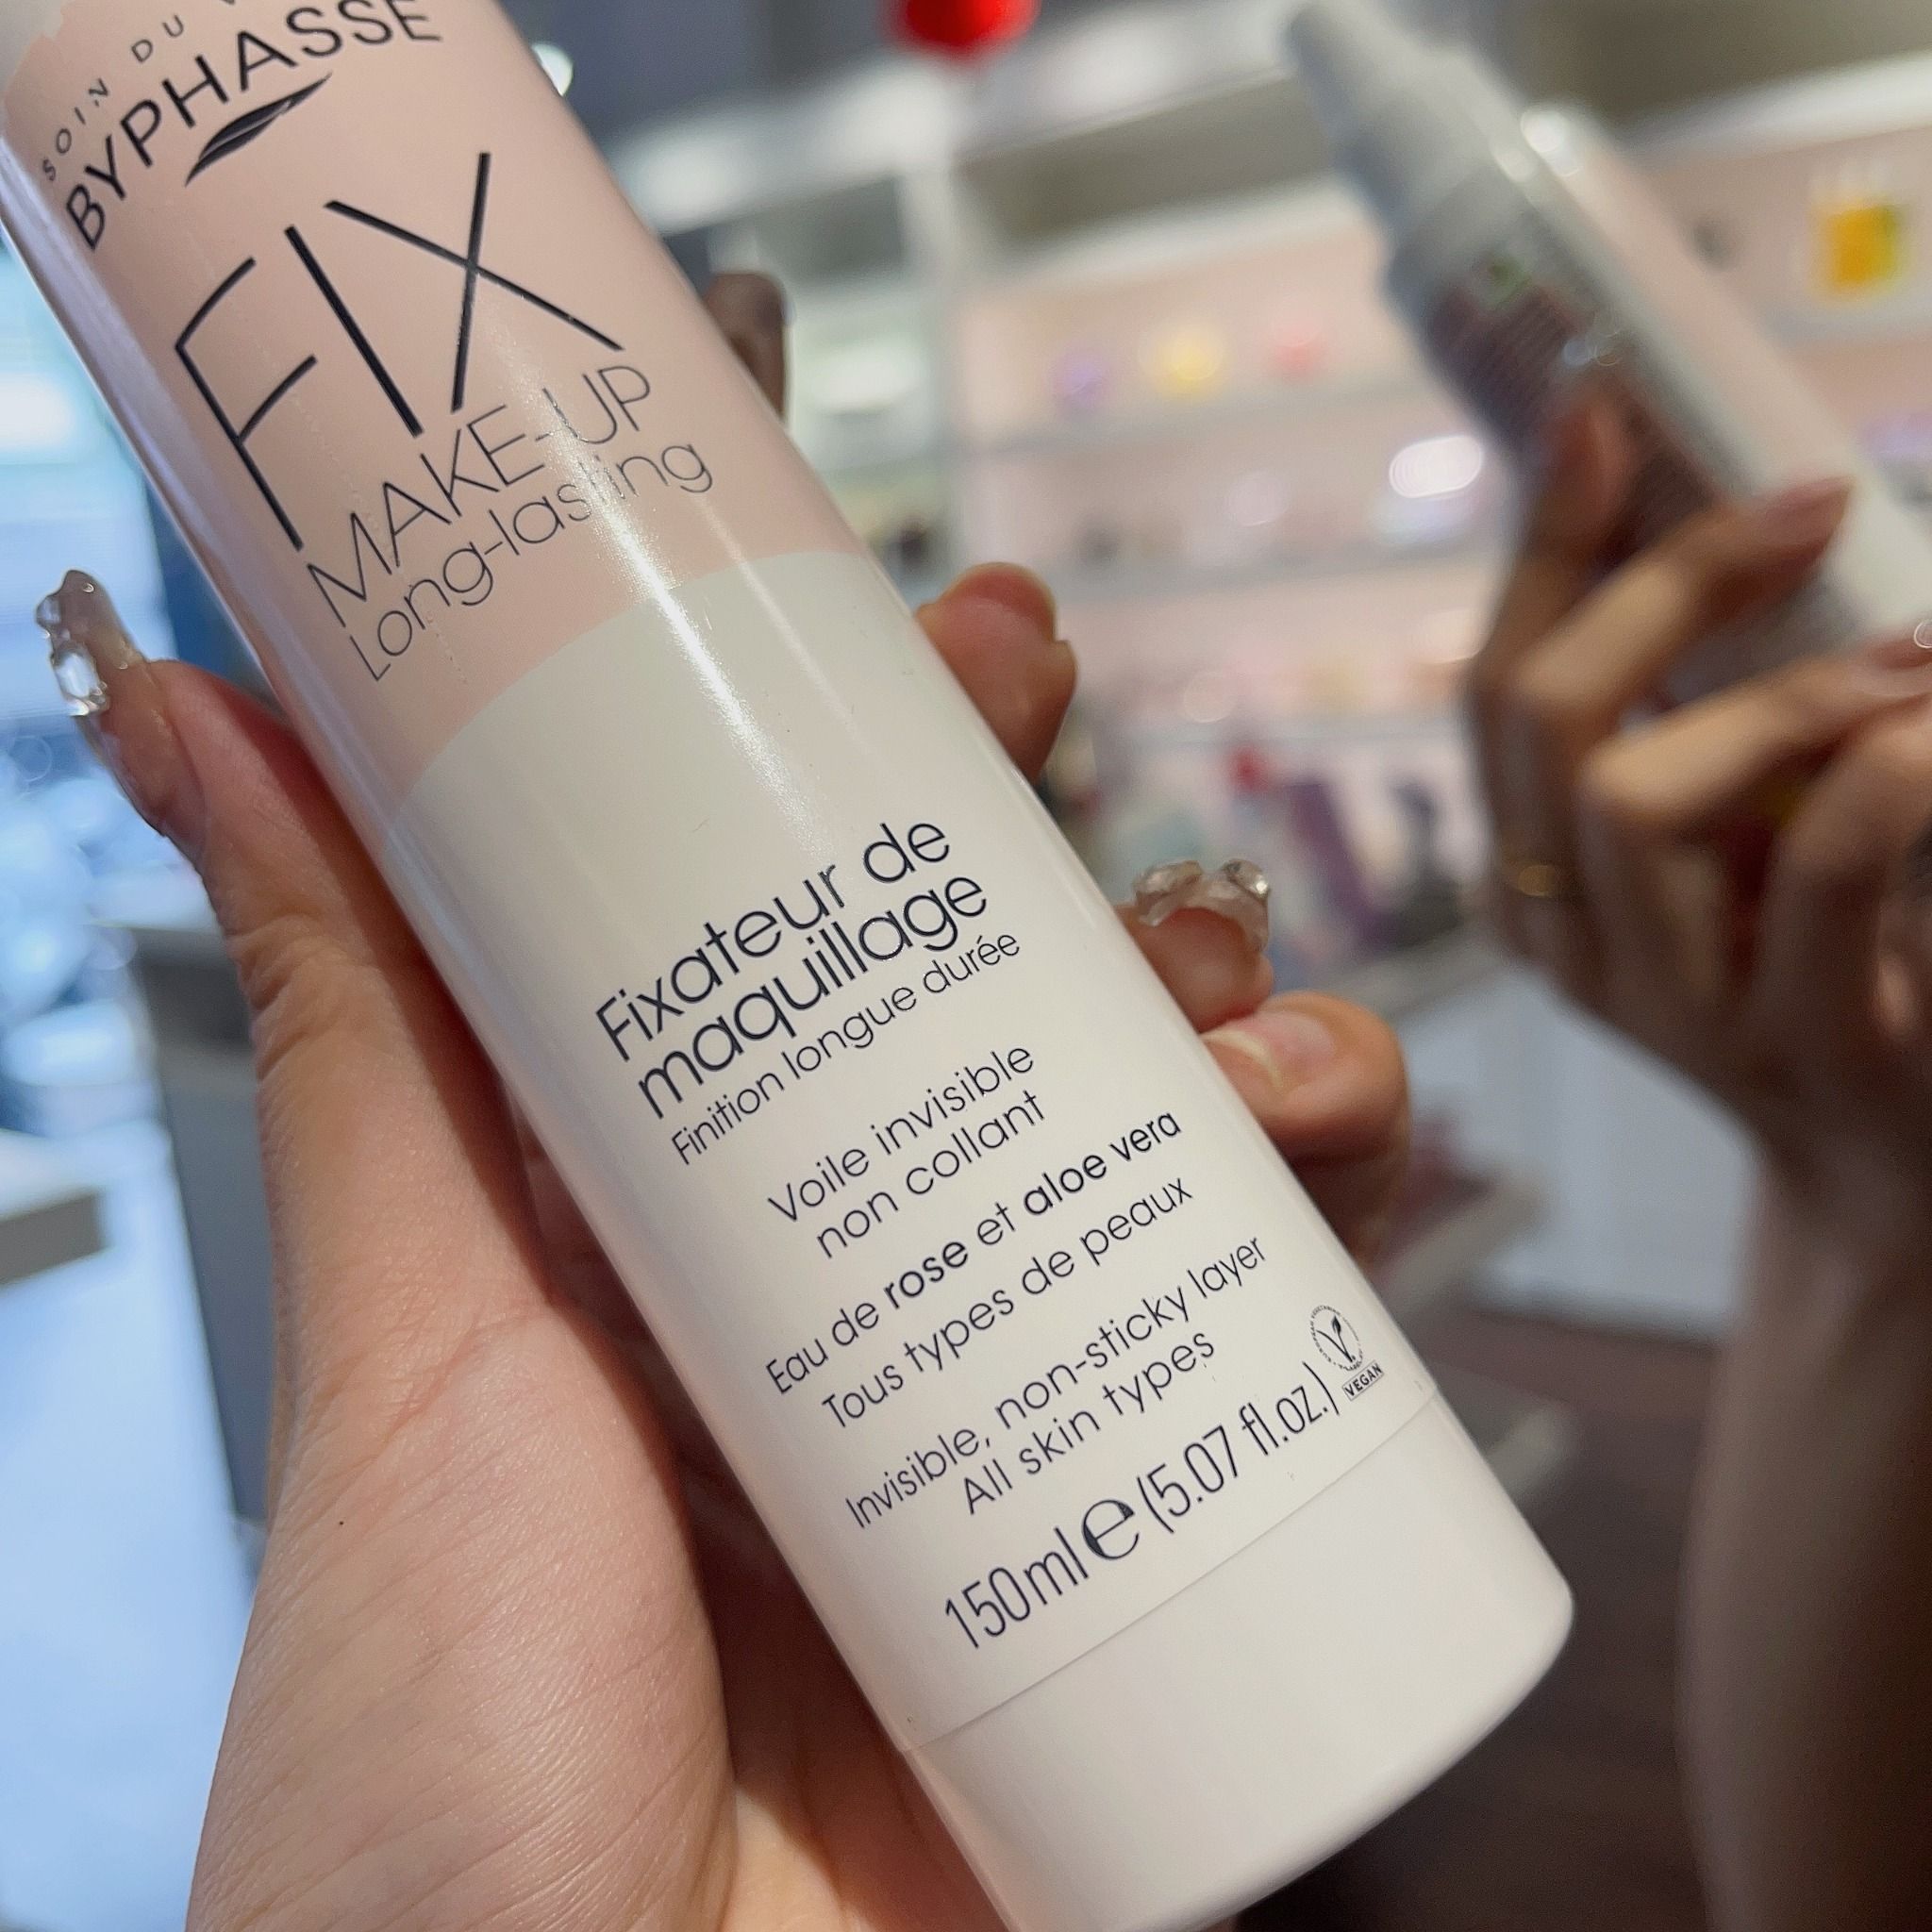 SOIN DU
BYPHASSE
FIX
MAKE-UP
Long-lasting
Fixateur de
maquillage
Finition longue durée
Voile invisible
non collant
Eau de rose et aloe vera
Tous types de peaux
Invisible, non-sticky layer
All skin types
150ml e (5.07 fl.oz.)
VEGAN